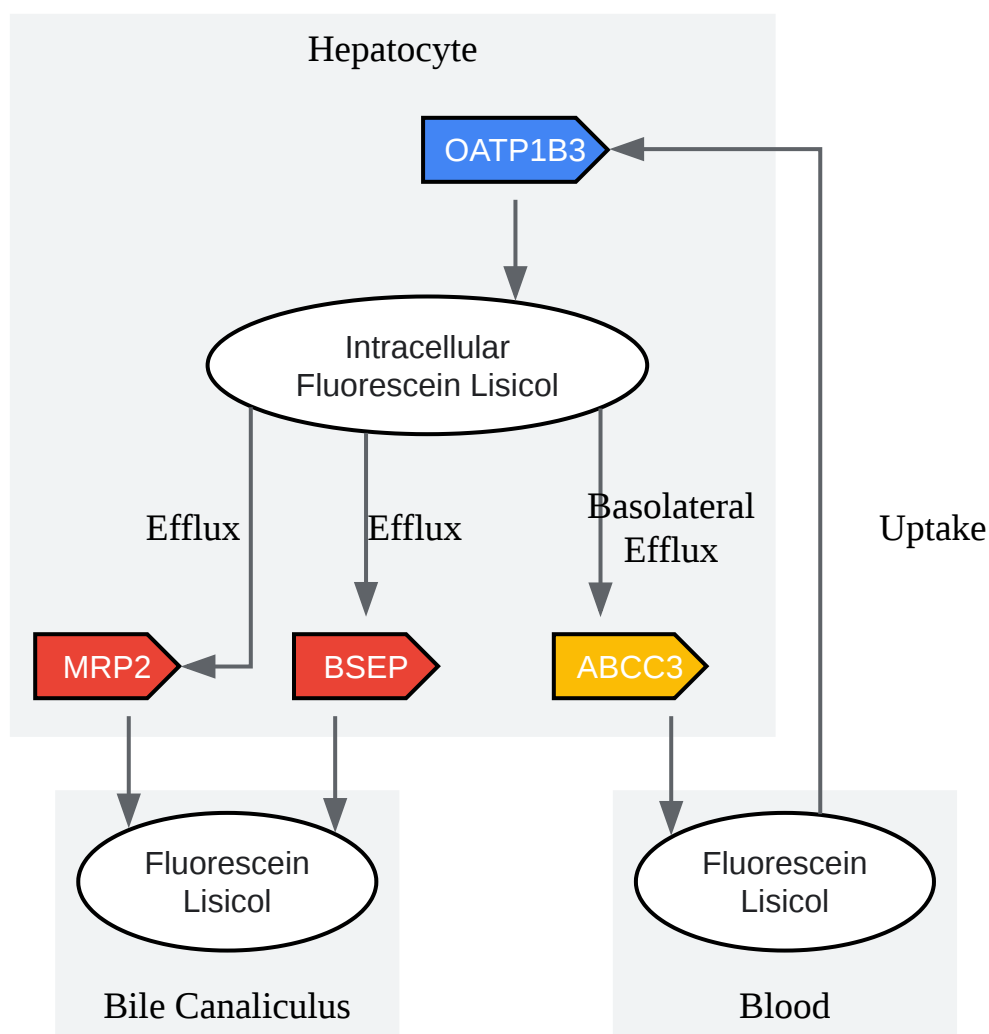 Hepatocyte
OATP1B3
Intracellular
Fluorescein Lisicol
Efflux
Efflux
Basolateral
Efflux
Uptake
MRP2
BSEP
ABCC3
Fluorescein
Lisicol
Fluorescein
Lisicol
Bile Canaliculus
Blood